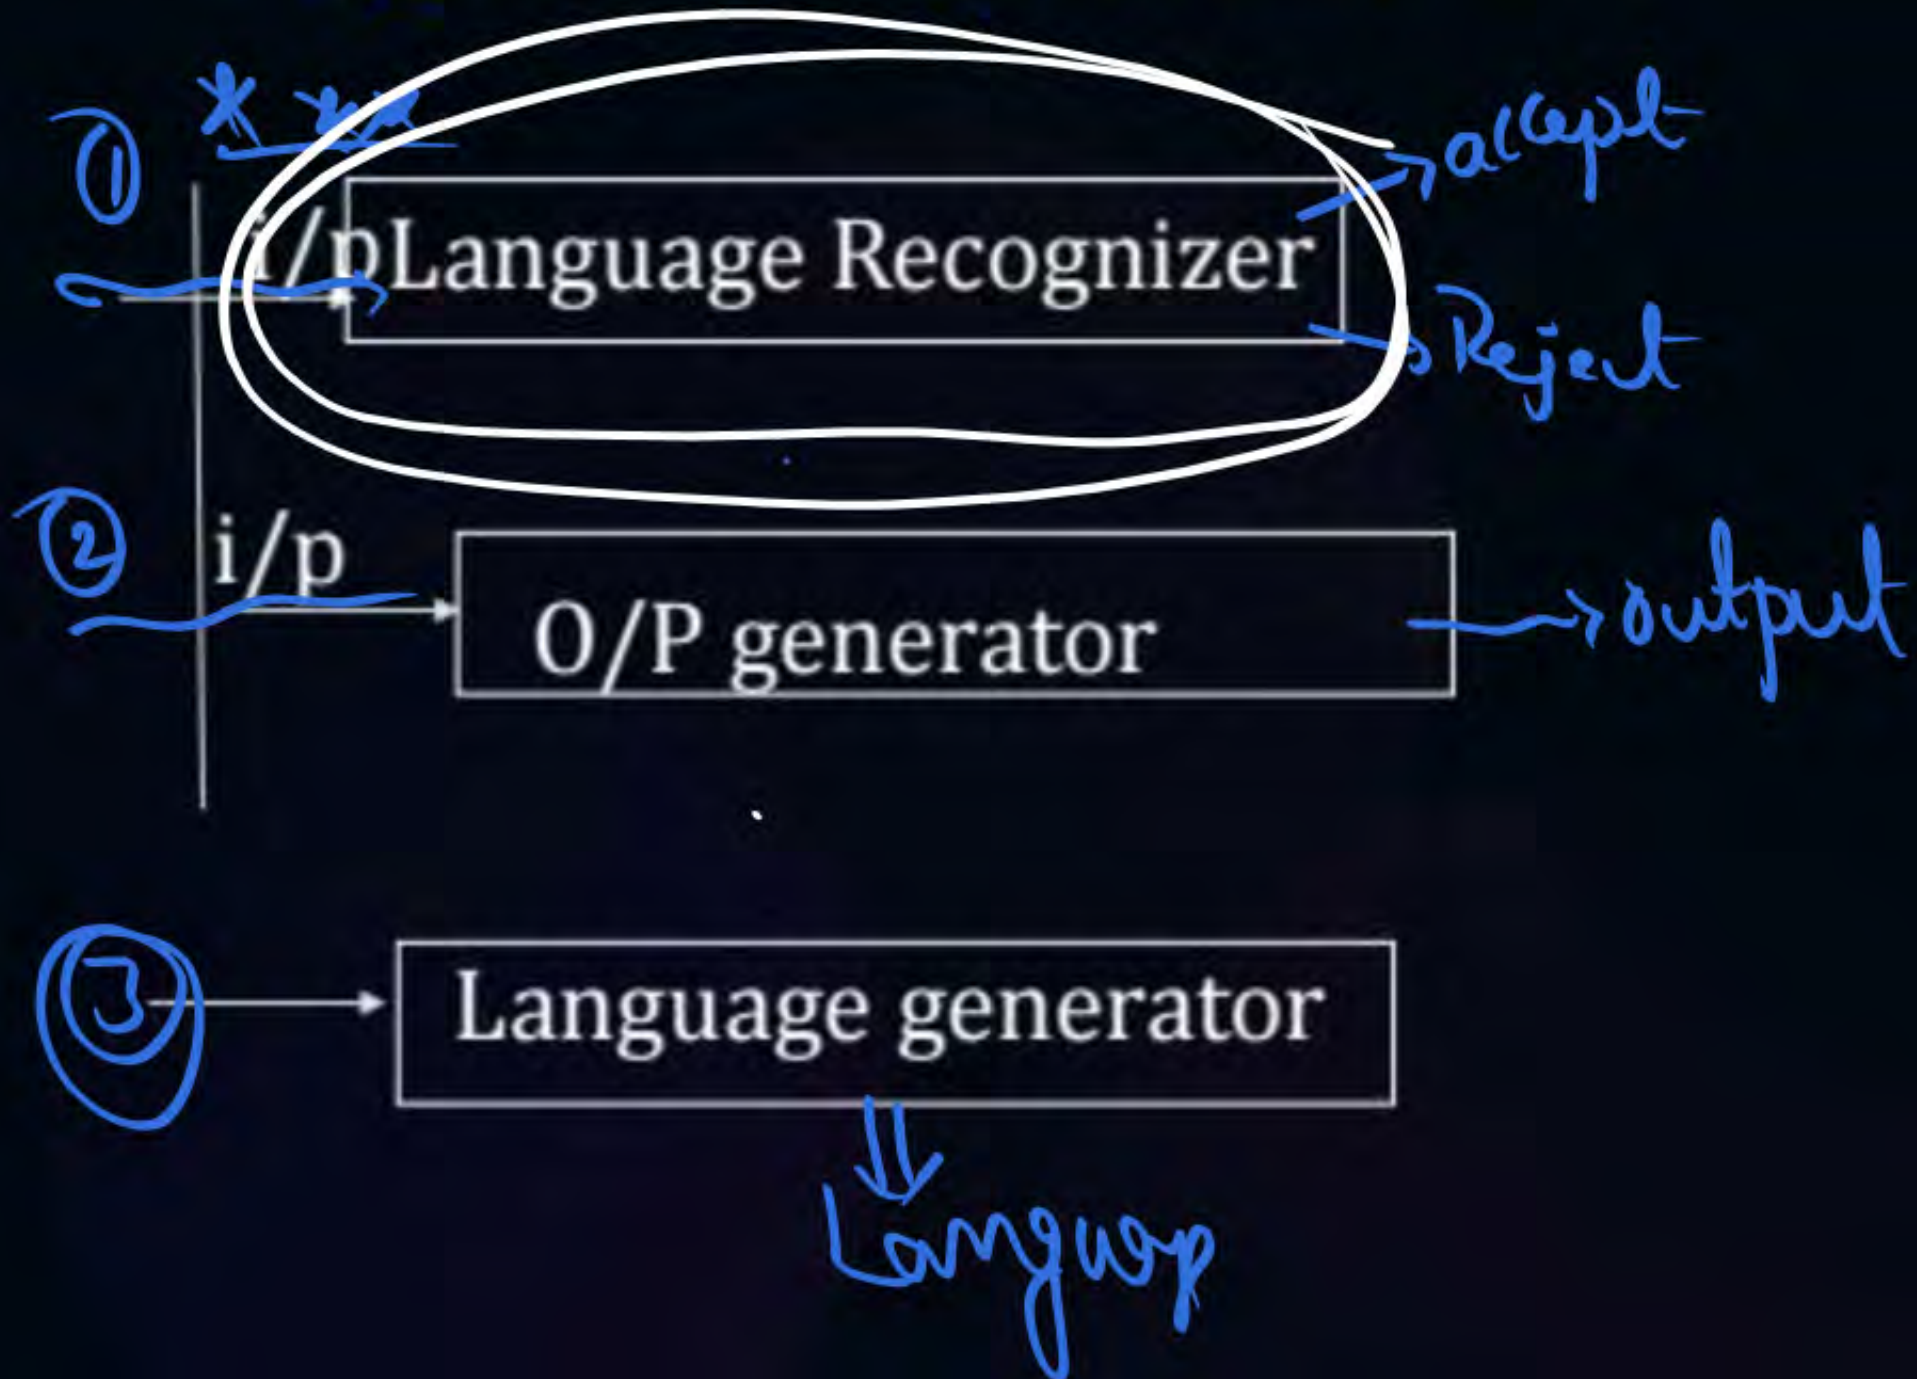 ① ***
accept
i/p Language Recognizer
Reject
②
i/p
O/P generator
output
③
Language generator
Language